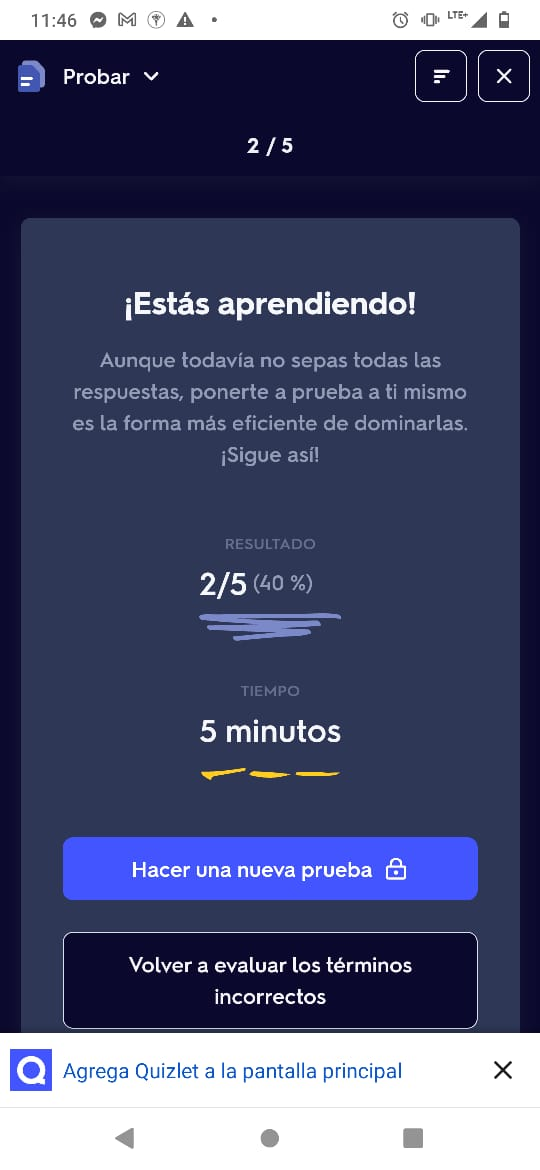 11:46 LTE+
Probar
2 / 5
¡Estás aprendiendo!
Aunque todavía no sepas todas las
respuestas, ponerte a prueba a ti mismo
es la forma más eficiente de dominarlas.
¡Sigue así!
RESULTADO
2/5 (40 %)
TIEMPO
5 minutos
Hacer una nueva prueba
Volver a evaluar los términos
incorrectos
Agrega Quizlet a la pantalla principal